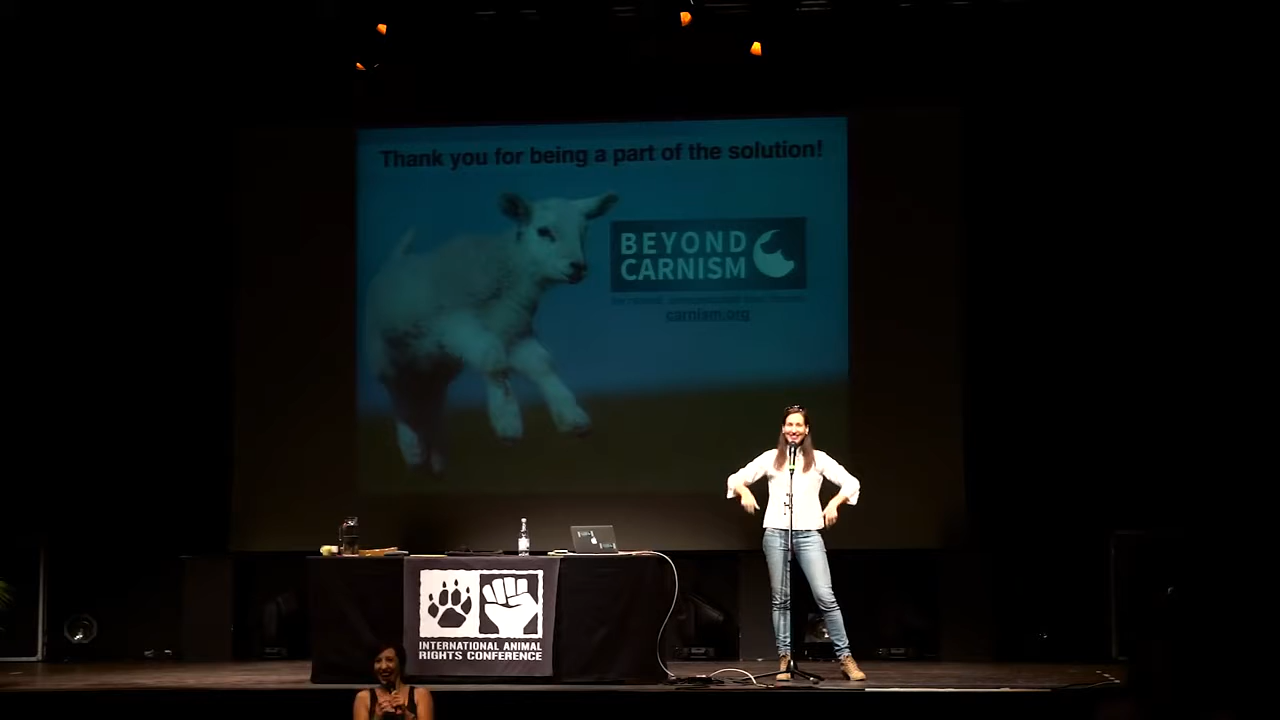 Thank you for being a part of the solution!
BEYOND
CARNISM
carnism.org
INTERNATIONAL ANIMAL
RIGHTS CONFERENCE